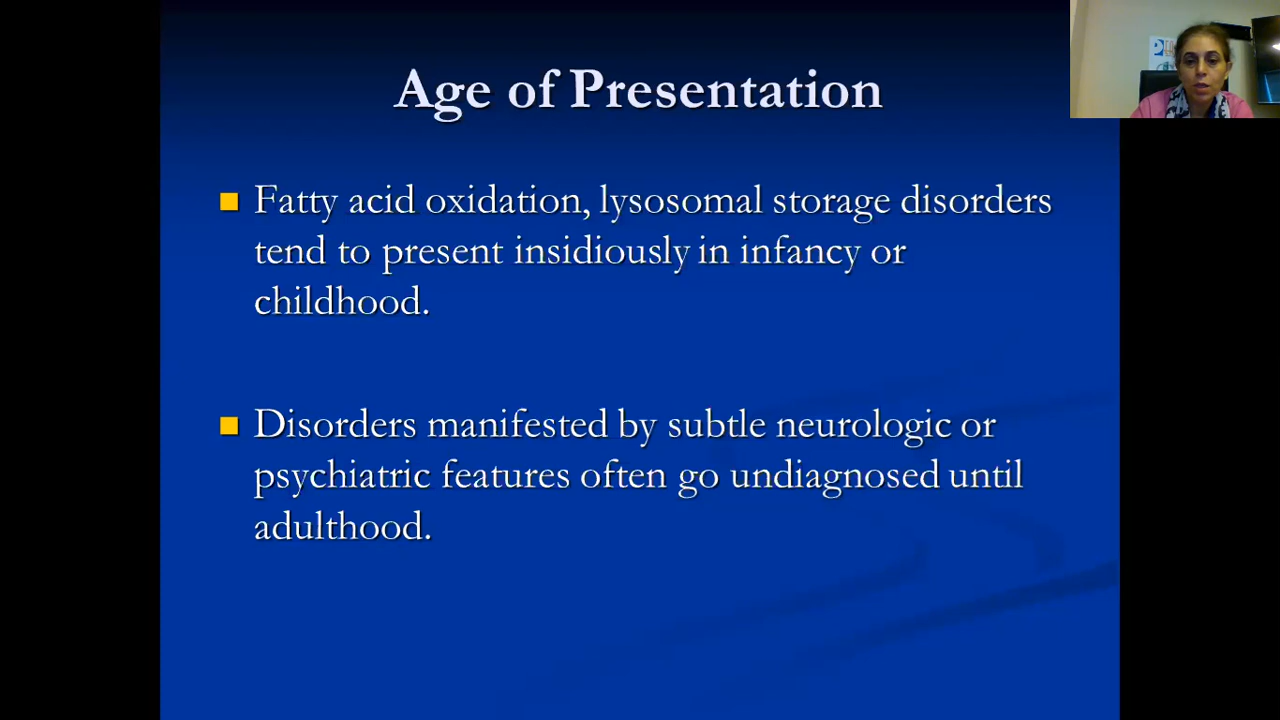 Age of Presentation
Fatty acid oxidation, lysosomal storage disorders
tend to present insidiously in infancy or
childhood.
Disorders manifested by subtle neurologic or
psychiatric features often go undiagnosed until
adulthood.